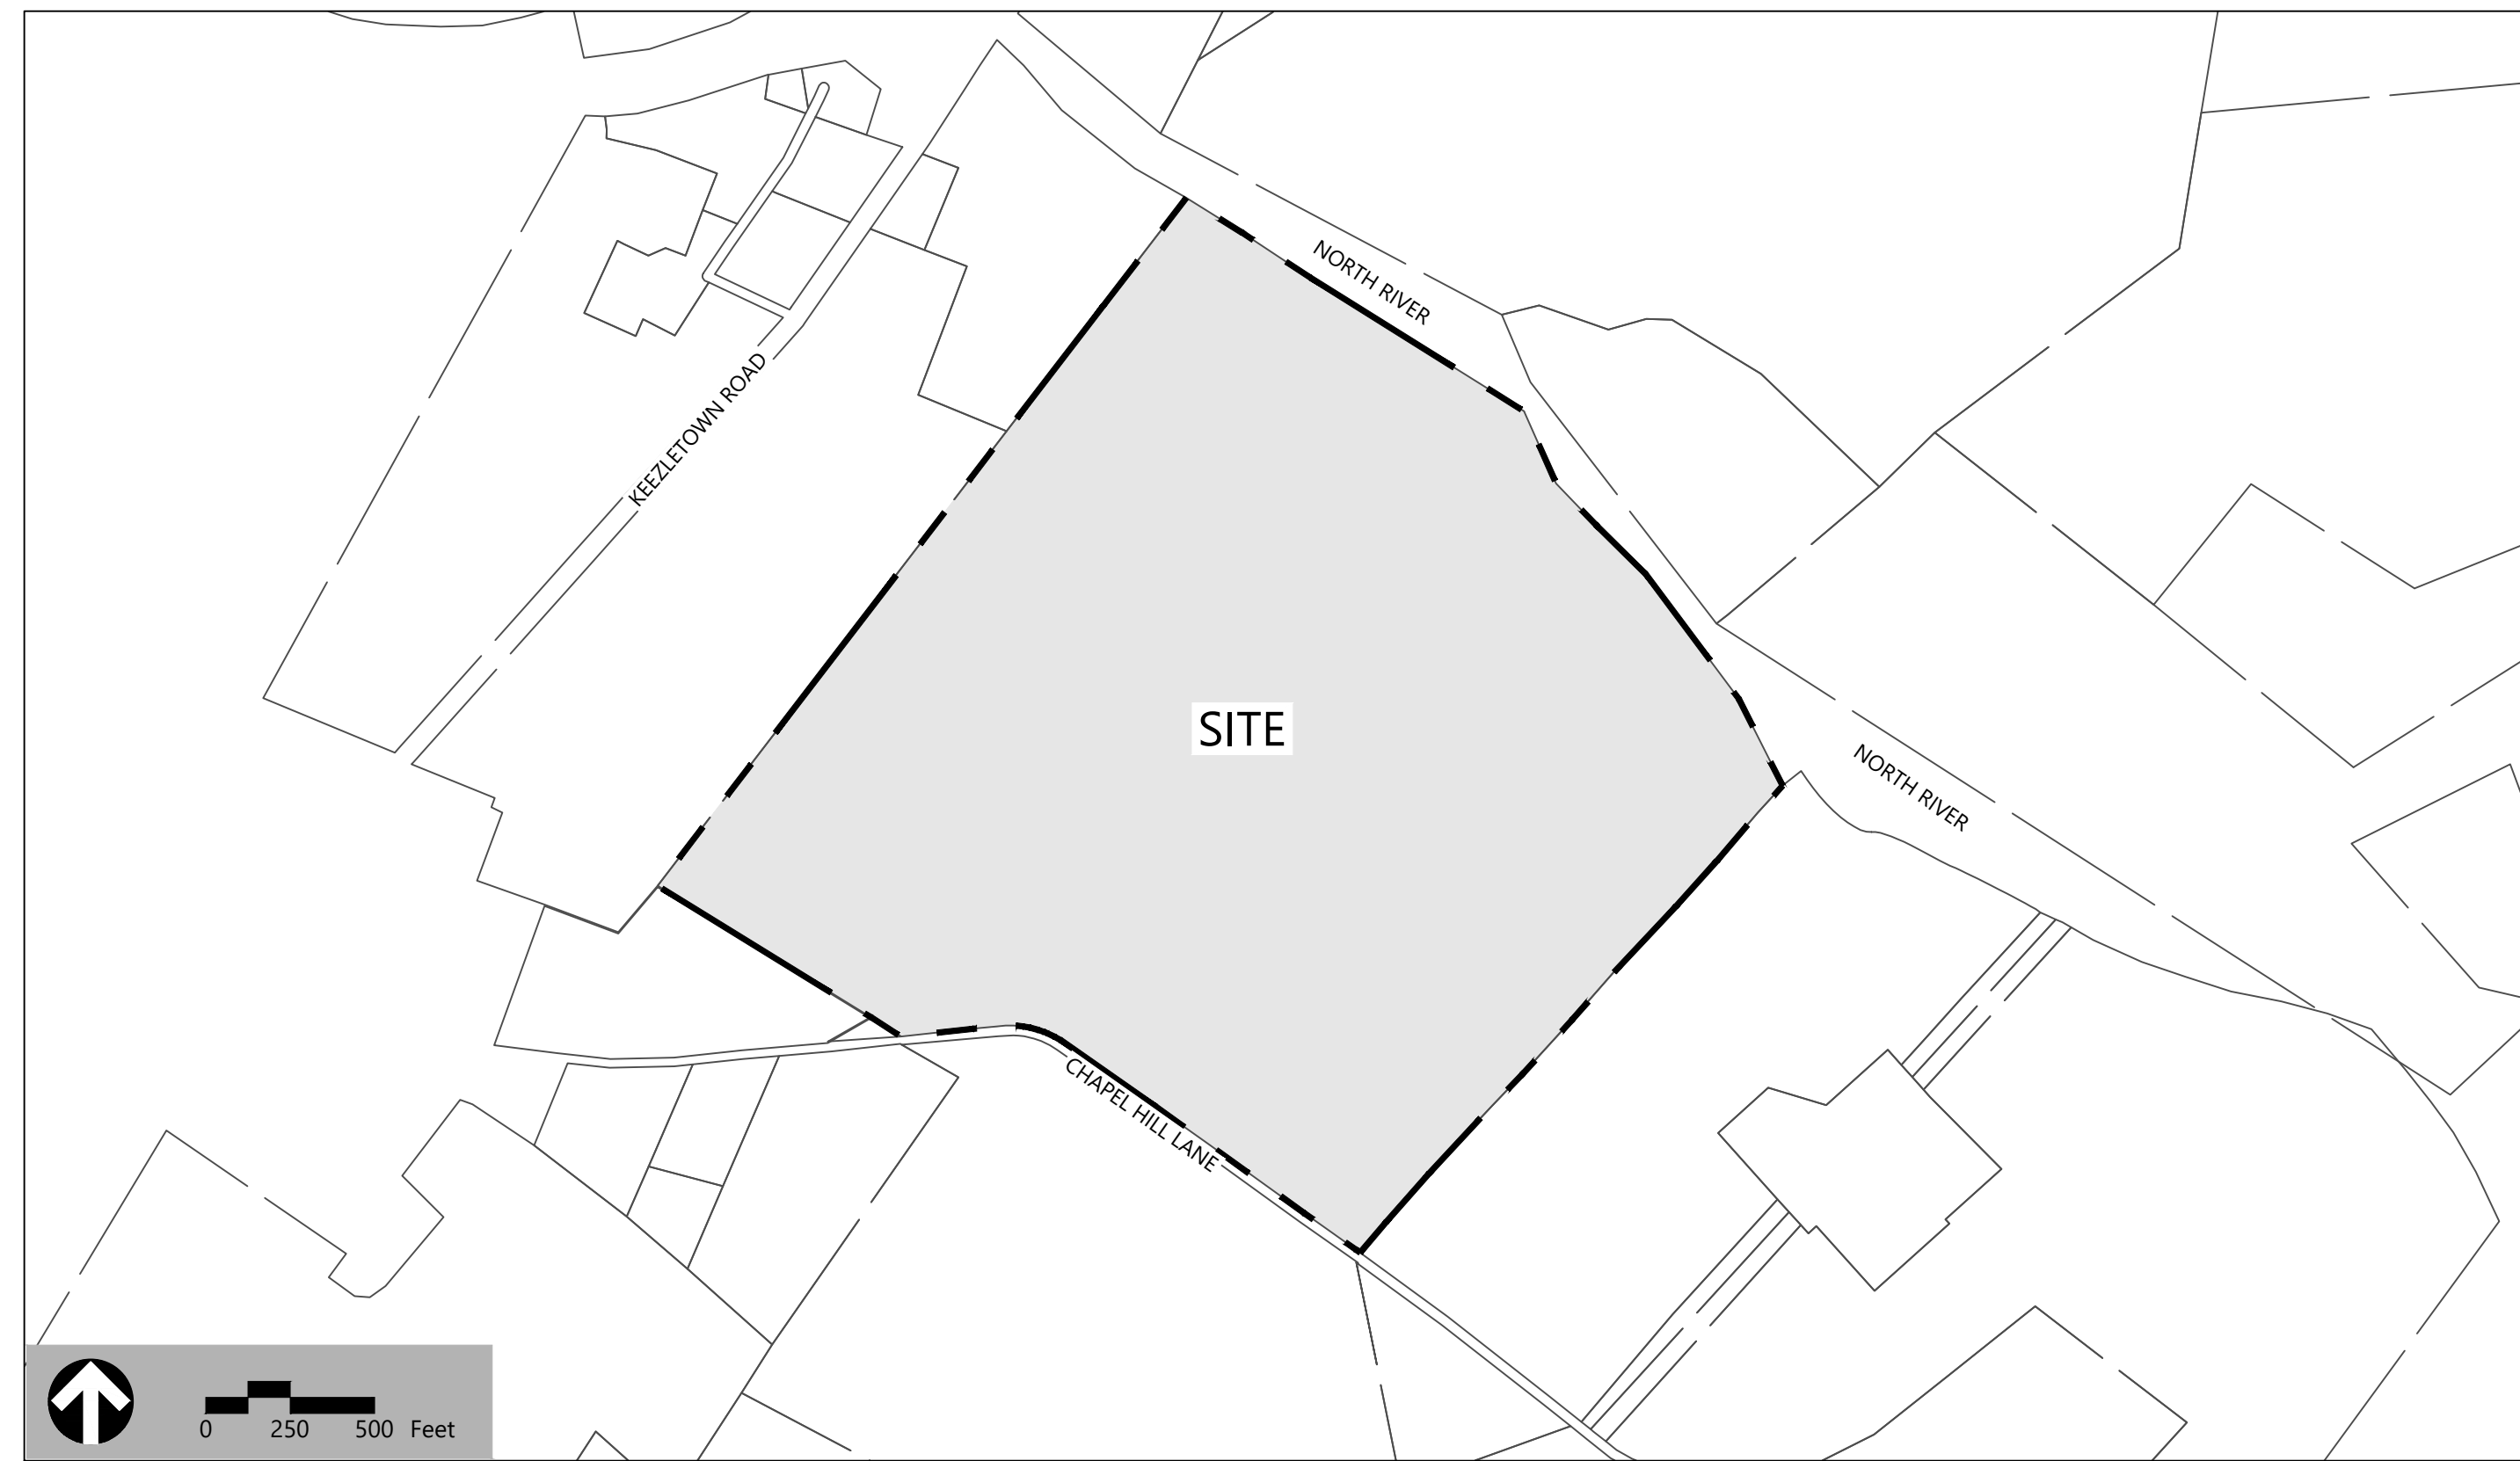 NORTH RIVER
KEEZLETOWN ROAD
SITE
NORTH RIVER
CHAPEL HILL LANE
0 250 500 Feet